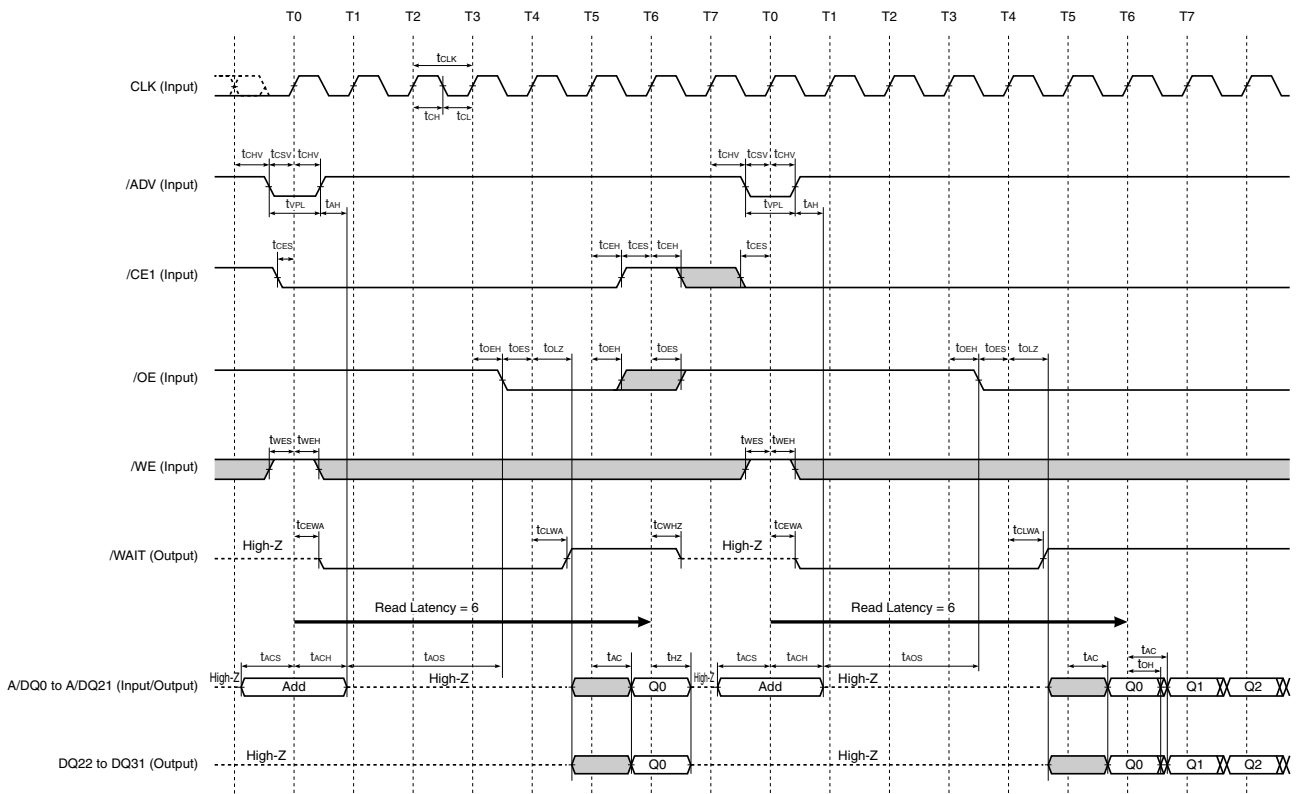 T0 T1 T2 T3 T4 T5 T6 T7 T0 T1 T2 T3 T4 T5 T6 T7
tCLK
CLK (Input)
tCH tCL
tCHV tCSV tCHV tCHV tCSV tCHV
/ADV (Input)
tVPL tAH tVPL tAH
tCES tCEH tCES tCEH tCES
/CE1 (Input)
tOEH tOES tOLZ tOEH tOES tOEH tOES tOLZ
/OE (Input)
tWES tWEH tWES tWEH
/WE (Input)
tCEWA tCLWA tCWHZ tCEWA tCLWA
/WAIT (Output) High-Z High-Z
Read Latency = 6 Read Latency = 6
tACS tACH tAOS tAC tHZ tACS tACH tAOS tAC tAC tOH
A/DQ0 to A/DQ21 (Input/Output) High-Z Add High-Z Q0 High-Z Add High-Z Q0 Q1 Q2
DQ22 to DQ31 (Output) High-Z Q0 High-Z Q0 Q1 Q2